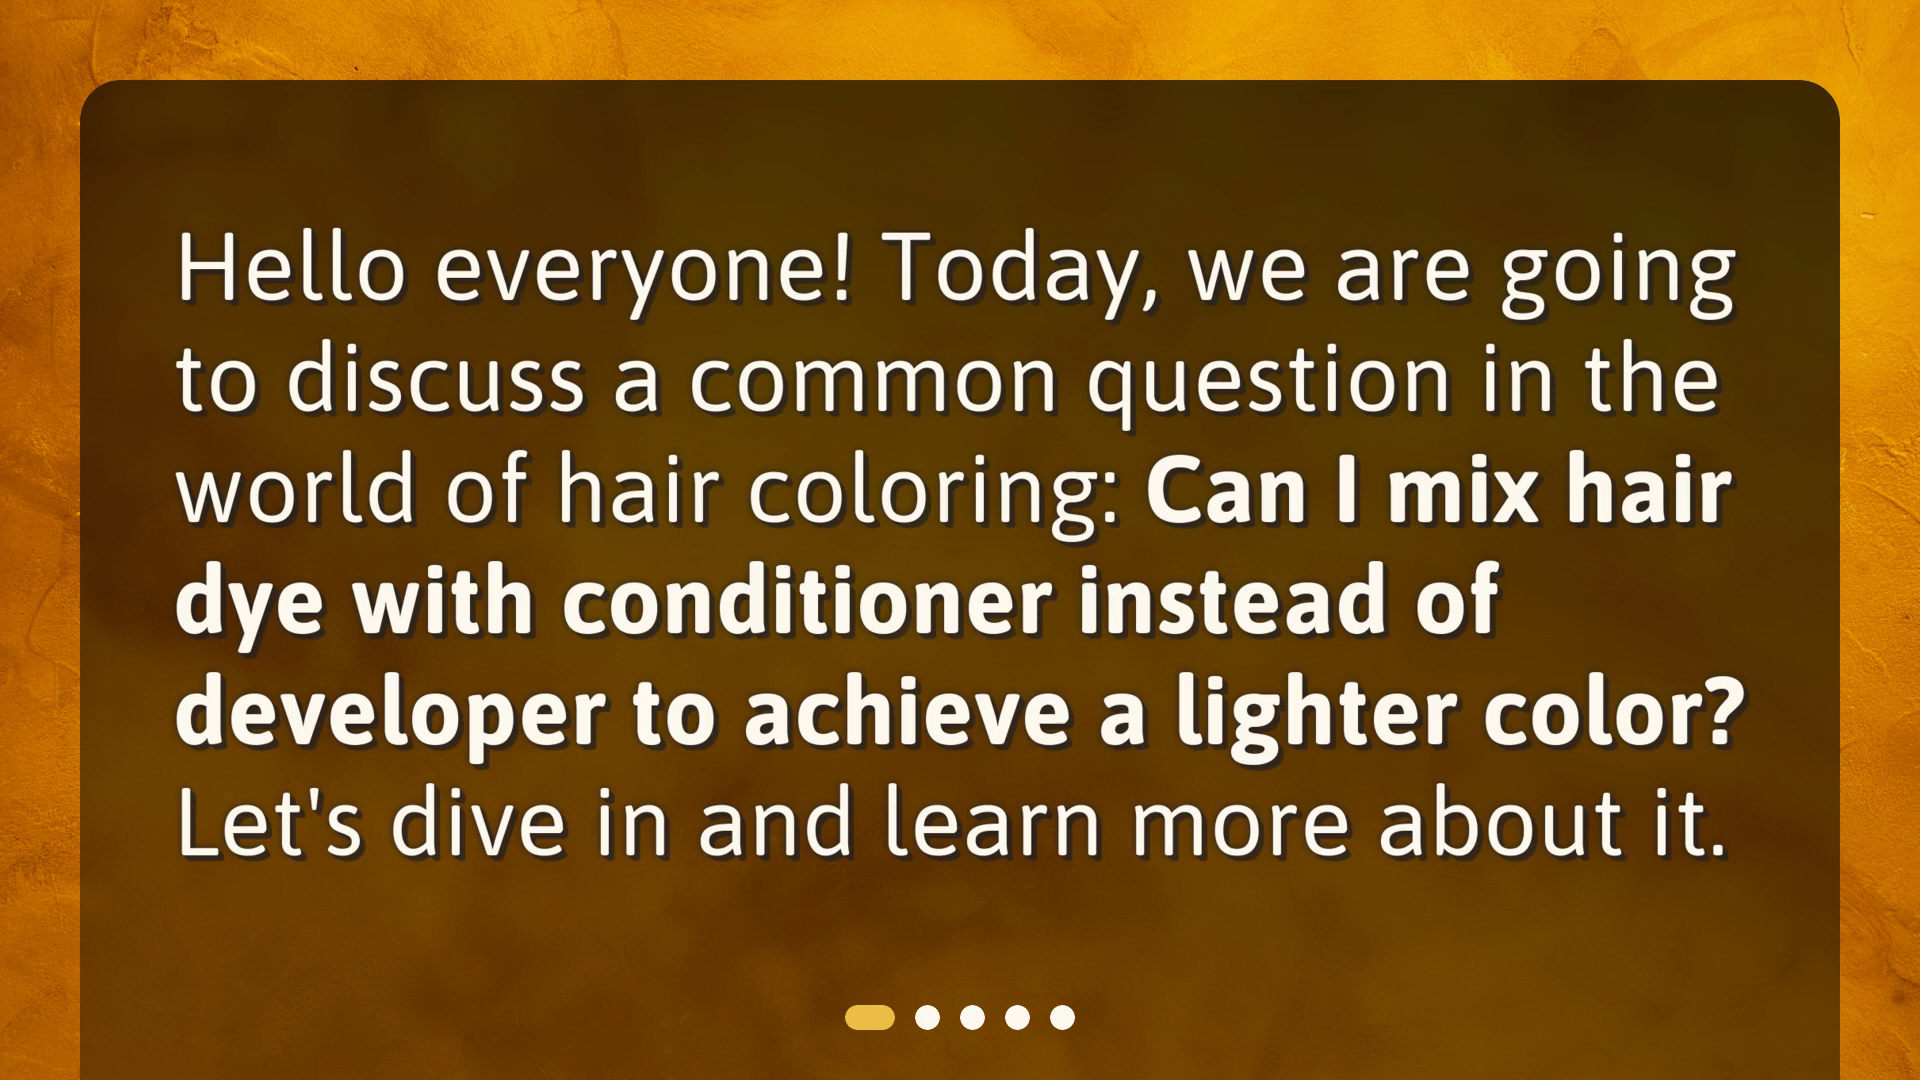 Hello everyone! Today, we are going
to discuss a common question in the
world of hair coloring: Can I mix hair
dye with conditioner instead of
developer to achieve a lighter color?
Let's dive in and learn more about it.